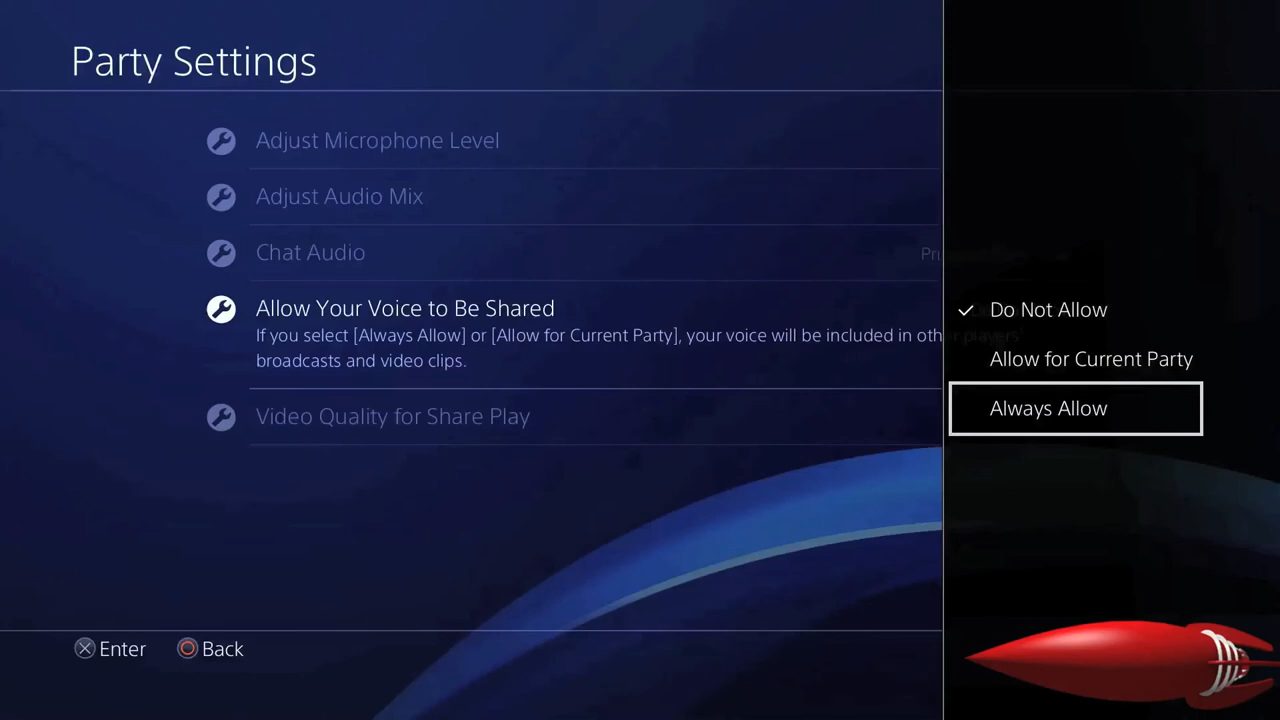 Party Settings
Adjust Microphone Level
Adjust Audio Mix
Chat Audio
Allow Your Voice to Be Shared
If you select [Always Allow] or [Allow for Current Party], your voice will be included in other players'
broadcasts and video clips.
Video Quality for Share Play
Do Not Allow
Allow for Current Party
Always Allow
Enter
Back